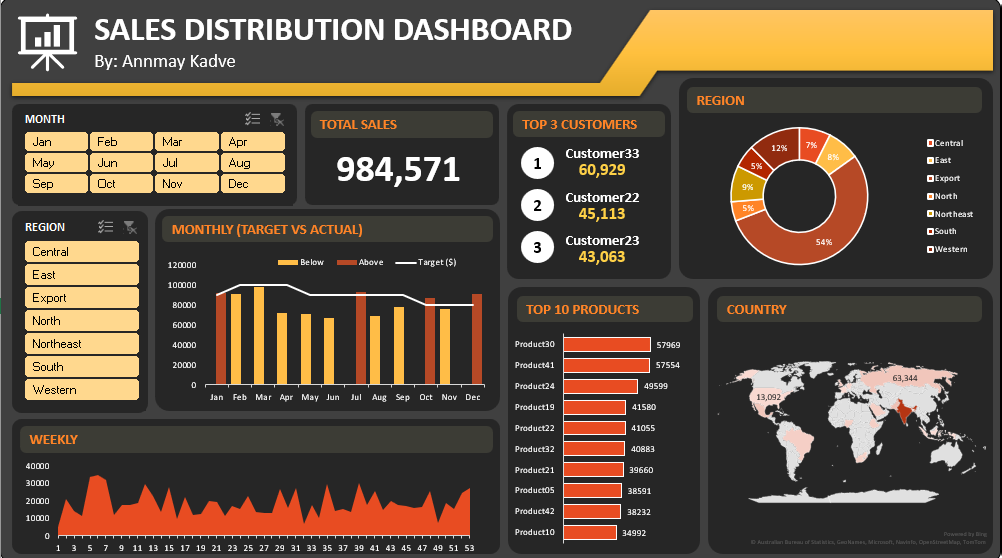 SALES DISTRIBUTION DASHBOARD
By: Annmay Kadve
MONTH
Jan Feb Mar Apr
May Jun Jul Aug
Sep Oct Nov Dec
REGION
Central
East
Export
North
Northeast
South
Western
TOTAL SALES
984,571
MONTHLY (TARGET VS ACTUAL)
Below Above Target ($)
120000
100000
80000
60000
40000
20000
0
Jan Feb Mar Apr May Jun Jul Aug Sep Oct Nov Dec
TOP 3 CUSTOMERS
1 Customer33
60,929
2 Customer22
45,113
3 Customer23
43,063
REGION
7%
8%
54%
5%
9%
5%
12%
Central
East
Export
North
Northeast
South
Western
WEEKLY
40000
30000
20000
10000
0
1 3 5 7 9 11 13 15 17 19 21 23 25 27 29 31 33 35 37 39 41 43 45 47 49 51 53
TOP 10 PRODUCTS
Product30 57969
Product41 57554
Product24 49599
Product19 41580
Product22 41055
Product32 40883
Product21 39660
Product05 38591
Product42 38232
Product10 34992
COUNTRY
63,344
13,092
Powered by Bing
© Australian Bureau of Statistics, GeoNames, Microsoft, Navinfo, OpenStreetMap, TomTom